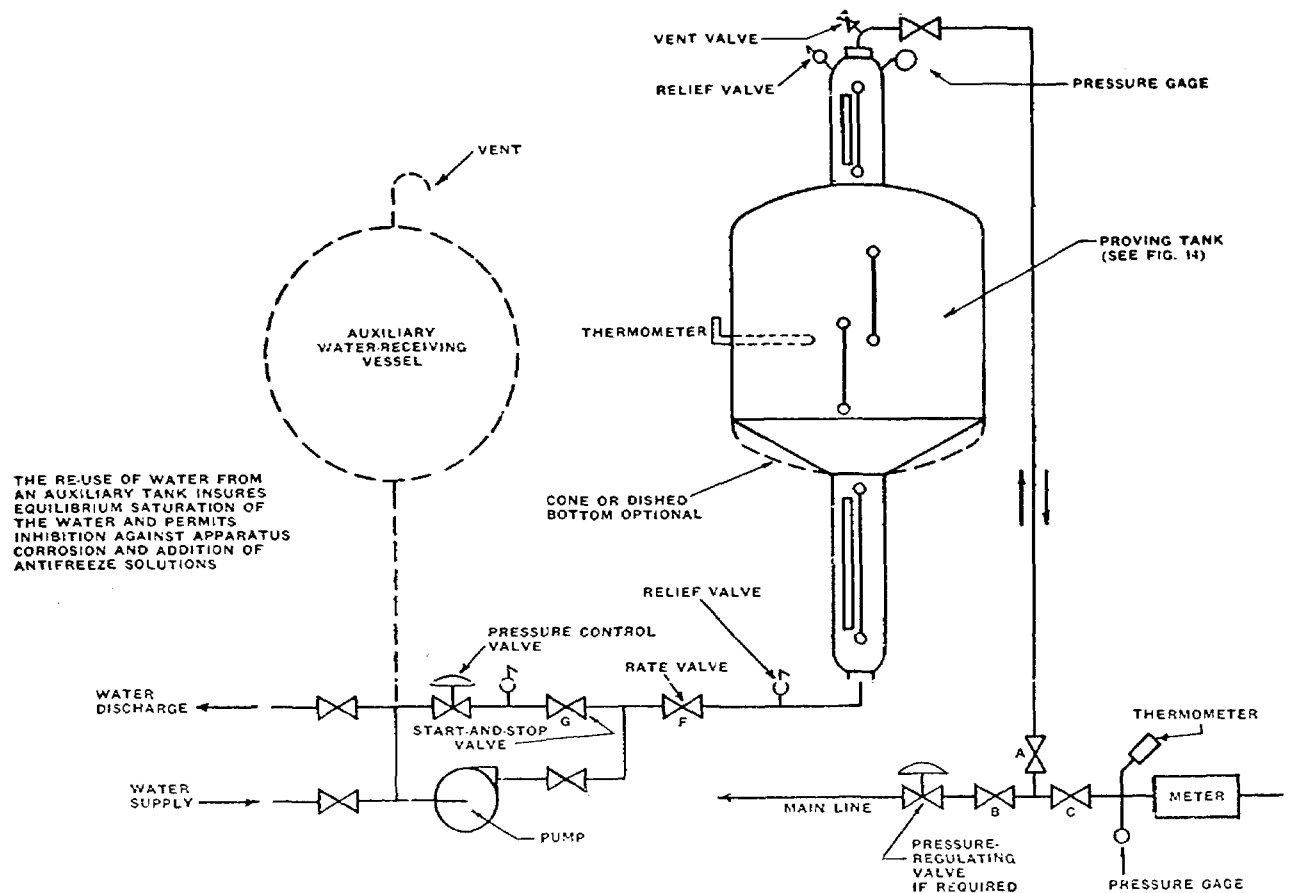 VENT VALVE
RELIEF VALVE
PRESSURE GAGE
VENT
PROVING TANK
(SEE FIG. 14)
AUXILIARY
WATER-RECEIVING
VESSEL
THERMOMETER
THE RE-USE OF WATER FROM
AN AUXILIARY TANK INSURES
EQUILIBRIUM SATURATION OF
THE WATER AND PERMITS
INHIBITION AGAINST APPARATUS
CORROSION AND ADDITION OF
ANTIFREEZE SOLUTIONS
CONE OR DISHED
BOTTOM OPTIONAL
RELIEF VALVE
PRESSURE CONTROL
VALVE
RATE VALVE
WATER
DISCHARGE
G
F
START-AND-STOP
VALVE
THERMOMETER
A
WATER
SUPPLY
METER
MAIN LINE
B
C
PUMP
PRESSURE-
REGULATING
VALVE
IF REQUIRED
PRESSURE GAGE